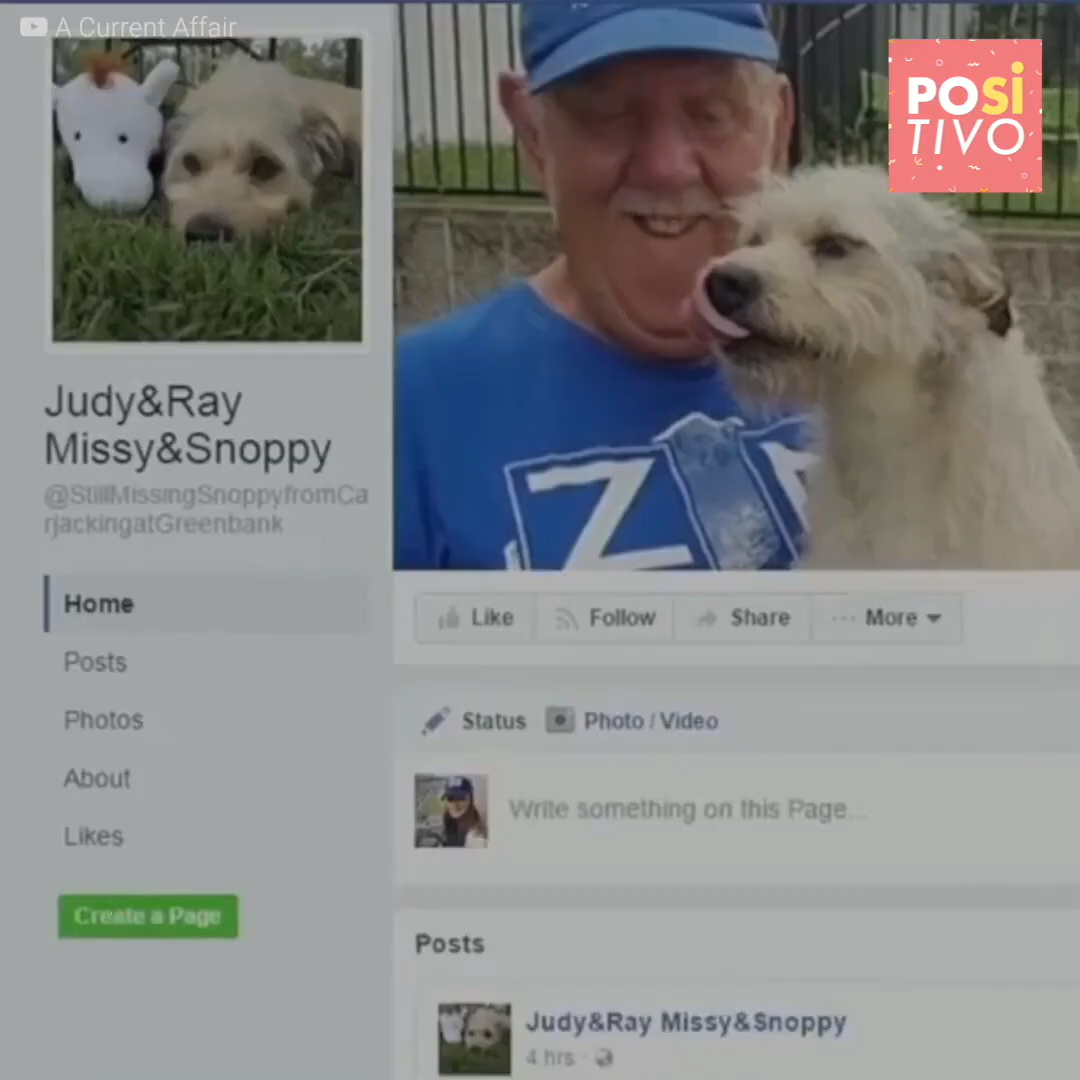 A Current Affair
POSi
TIVO
Judy&Ray
Missy&Snoppy
@StillMissingSnoppyfromCa
rjackingatGreenbank
Home
Posts
Photos
About
Likes
Create a Page
Like
Follow
Share
More
Status
Photo / Video
Write something on this Page...
Posts
Judy&Ray Missy&Snoppy
4 hrs